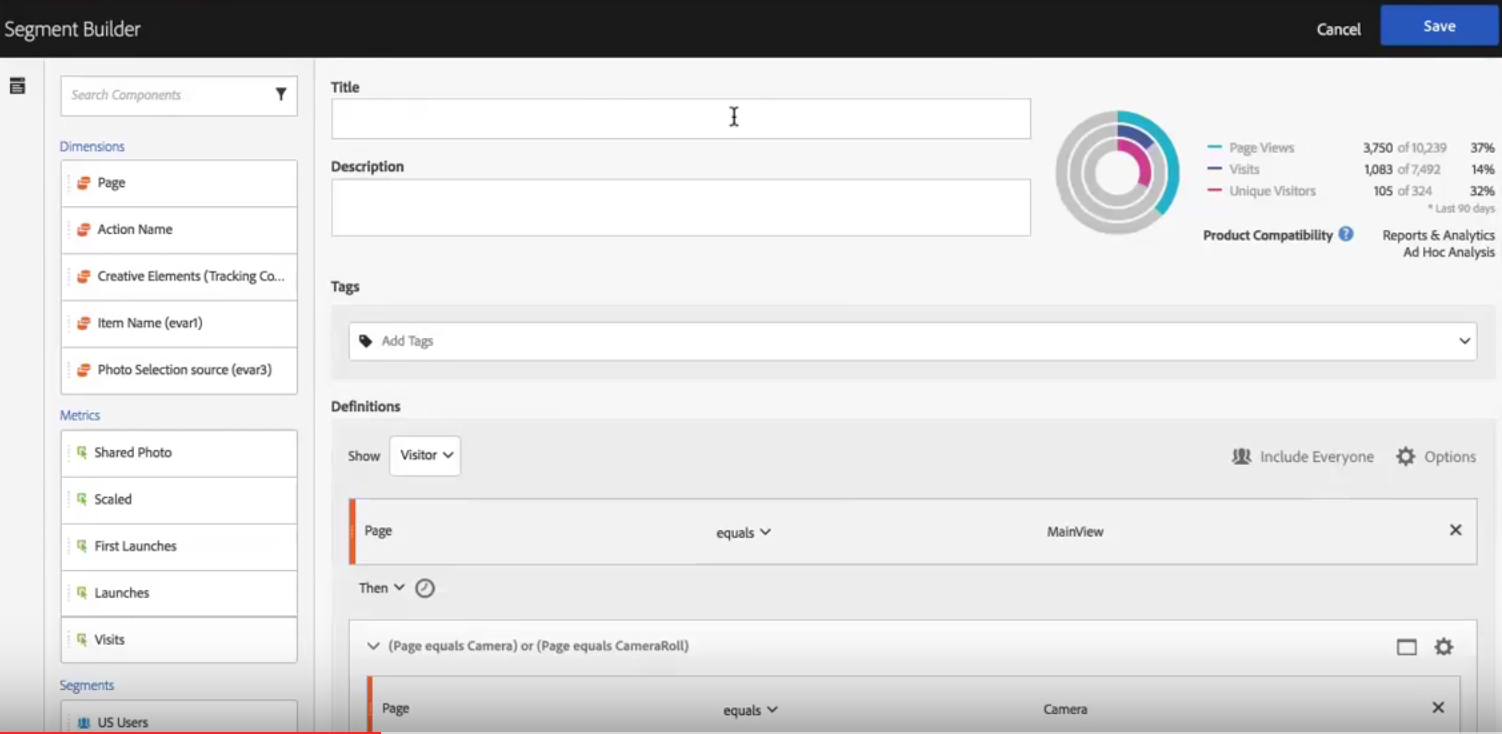 Segment Builder
Cancel
Save
Search Components
Dimensions
Page
Action Name
Creative Elements (Tracking Co...
Item Name (evar1)
Photo Selection source (evar3)
Metrics
Shared Photo
Scaled
First Launches
Launches
Visits
Segments
US Users
Title
Description
Page Views 3,750 of 10,239 37%
Visits 1,083 of 7,492 14%
Unique Visitors 105 of 324 32%
* Last 90 days
Product Compatibility ? Reports & Analytics
Ad Hoc Analysis
Tags
Add Tags
Definitions
Show Visitor Include Everyone Options
Page equals MainView
Then
(Page equals Camera) or (Page equals CameraRoll)
Page equals Camera